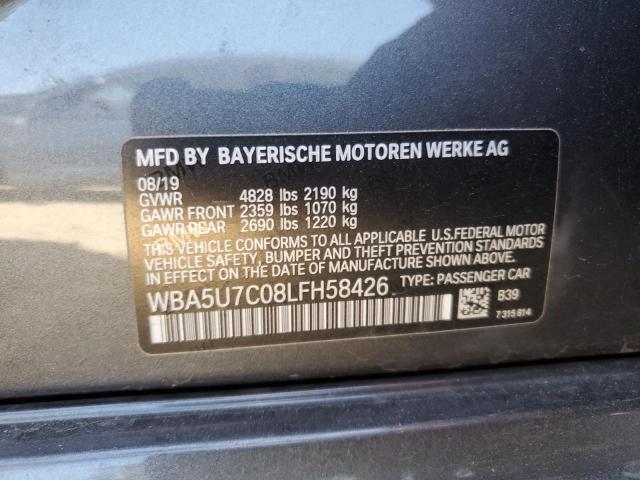 MFD BY BAYERISCHE MOTOREN WERKE AG
08/19
GVWR 4828 lbs 2190 kg
GAWR FRONT 2359 lbs 1070 kg
GAWR REAR 2690 lbs 1220 kg
THIS VEHICLE CONFORMS TO ALL APPLICABLE U.S.FEDERAL MOTOR
VEHICLE SAFETY, BUMPER, AND THEFT PREVENTION STANDARDS
IN EFFECT ON THE DATE OF MANUFACTURE SHOWN ABOVE.
WBA5U7C08LFH58426 TYPE: PASSENGER CAR
B39
7315814